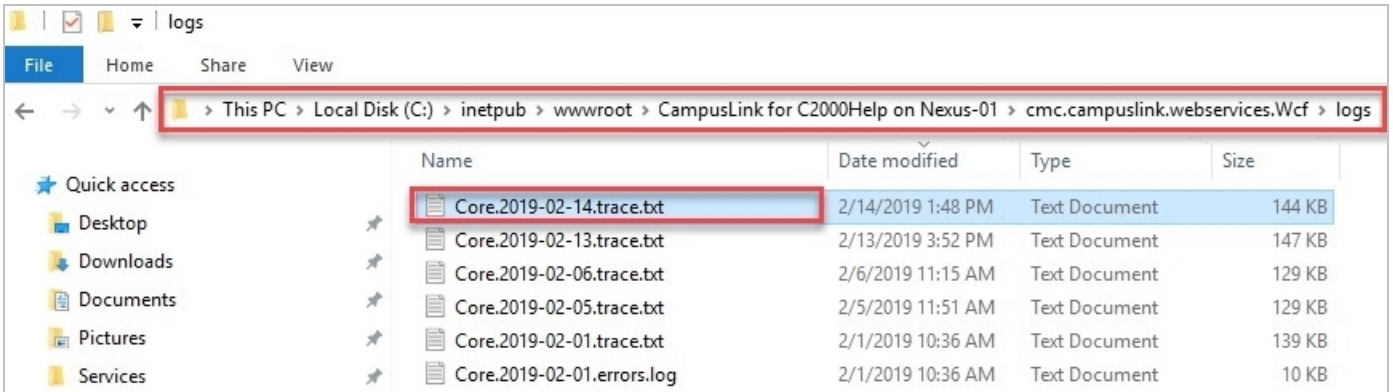 logs
File Home Share View
This PC > Local Disk (C:) > inetpub > wwwroot > CampusLink for C2000Help on Nexus-01 > cmc.campuslink.webservices.Wcf > logs
Name Date modified Type Size
Quick access
Desktop
Downloads
Documents
Pictures
Services
Core.2019-02-14.trace.txt 2/14/2019 1:48 PM Text Document 144 KB
Core.2019-02-13.trace.txt 2/13/2019 3:52 PM Text Document 147 KB
Core.2019-02-06.trace.txt 2/6/2019 11:15 AM Text Document 129 KB
Core.2019-02-05.trace.txt 2/5/2019 11:51 AM Text Document 129 KB
Core.2019-02-01.trace.txt 2/1/2019 10:36 AM Text Document 139 KB
Core.2019-02-01.errors.log 2/1/2019 10:36 AM Text Document 10 KB